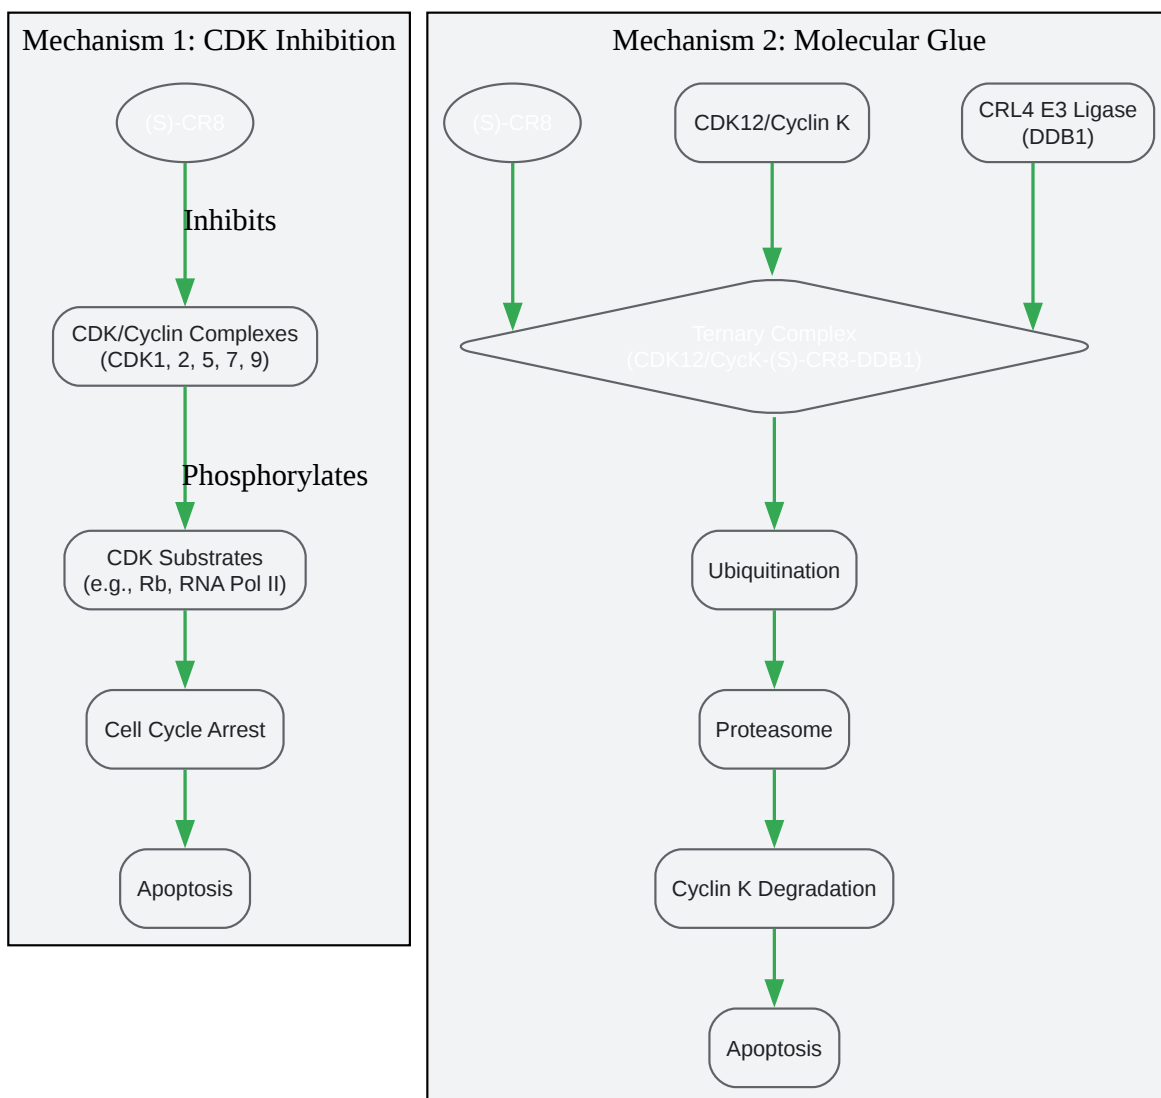 Mechanism 1: CDK Inhibition
(S)-CR8
Inhibits
CDK/Cyclin Complexes
(CDK1, 2, 5, 7, 9)
Phosphorylates
CDK Substrates
(e.g., Rb, RNA Pol II)
Cell Cycle Arrest
Apoptosis
Mechanism 2: Molecular Glue
(S)-CR8
CDK12/Cyclin K
CRL4 E3 Ligase
(DDB1)
Ternary Complex
(CDK12/CycK-(S)-CR8-DDB1)
Ubiquitination
Proteasome
Cyclin K Degradation
Apoptosis